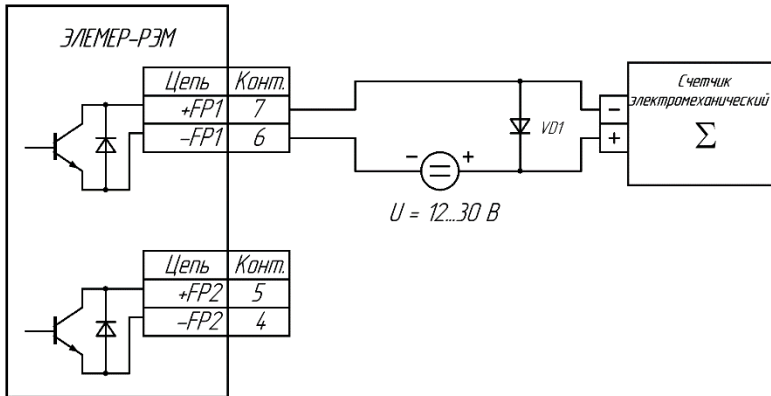 ЭЛЕМЕР-РЭМ
Цепь Конт.
+FP1 7
-FP1 6
VD1
- +
U = 12...30 В
Счетчик
электромеханический
-
+
Σ
Цепь Конт.
+FP2 5
-FP2 4